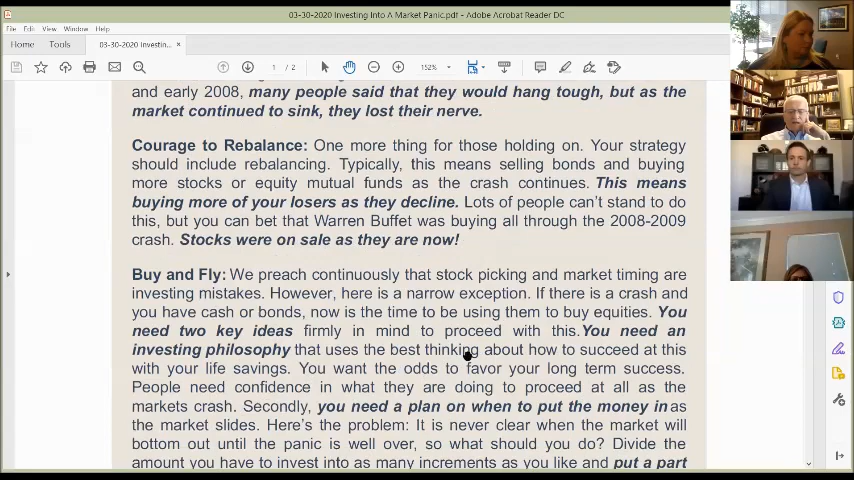 03-30-2020 Investing Into A Market Panic.pdf - Adobe Acrobat Reader DC
File Edit View Window Help
Home Tools 03-30-2020 Investin... ×
1 / 2 152%
and early 2008, many people said that they would hang tough, but as the
market continued to sink, they lost their nerve.
Courage to Rebalance: One more thing for those holding on. Your strategy
should include rebalancing. Typically, this means selling bonds and buying
more stocks or equity mutual funds as the crash continues. This means
buying more of your losers as they decline. Lots of people can't stand to do
this, but you can bet that Warren Buffet was buying all through the 2008-2009
crash. Stocks were on sale as they are now!
Buy and Fly: We preach continuously that stock picking and market timing are
investing mistakes. However, here is a narrow exception. If there is a crash and
you have cash or bonds, now is the time to be using them to buy equities. You
need two key ideas firmly in mind to proceed with this.You need an
investing philosophy that uses the best thinking about how to succeed at this
with your life savings. You want the odds to favor your long term success.
People need confidence in what they are doing to proceed at all as the
markets crash. Secondly, you need a plan on when to put the money in as
the market slides. Here's the problem: It is never clear when the market will
bottom out until the panic is well over, so what should you do? Divide the
amount you have to invest into as many increments as you like and put a part